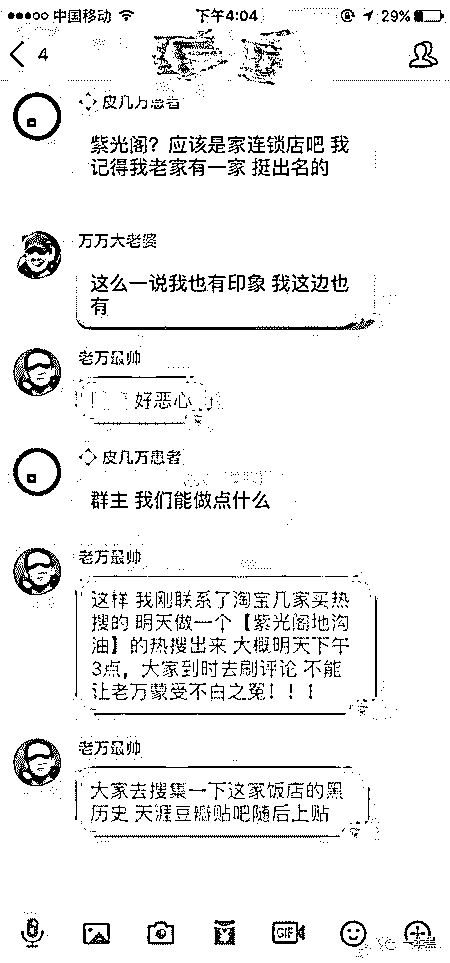 中国移动 下午4:04 29%
4
皮几万患者
紫光阁？应该是家连锁店吧 我
记得我老家有一家 挺出名的
万万大老婆
这么一说我也有印象 我这边也
有
老万最帅
好恶心
皮几万患者
群主 我们能做点什么
老万最帅
这样 我刚联系了淘宝几家买热
搜的 明天做一个【紫光阁地沟
油】的热搜出来 大概明天下午
3点，大家到时去刷评论 不能
让老万蒙受不白之冤！！！
老万最帅
大家去搜集一下这家饭店的黑
历史 天涯豆瓣贴吧随后上贴
GIF